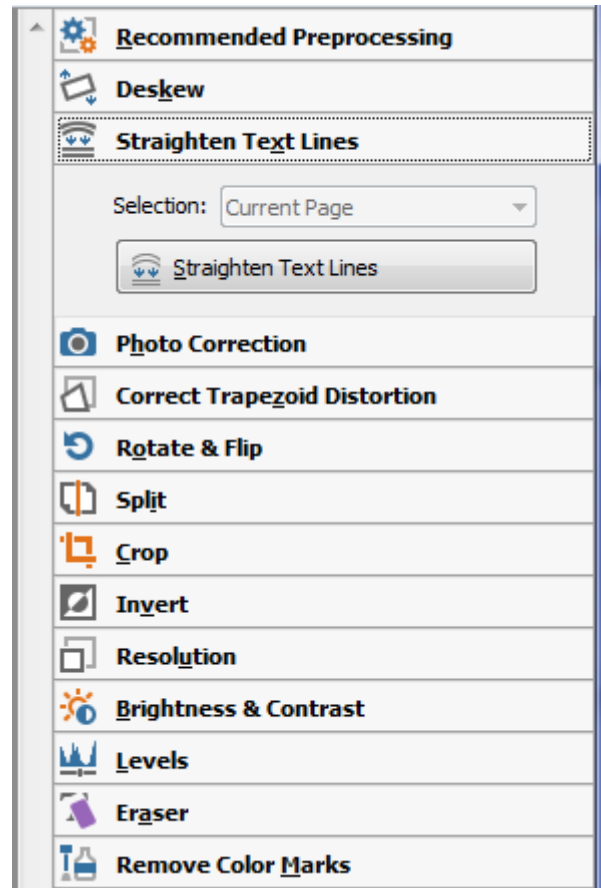 Recommended Preprocessing
Deskew
Straighten Text Lines
Selection: Current Page
Straighten Text Lines
Photo Correction
Correct Trapezoid Distortion
Rotate & Flip
Split
Crop
Invert
Resolution
Brightness & Contrast
Levels
Eraser
Remove Color Marks